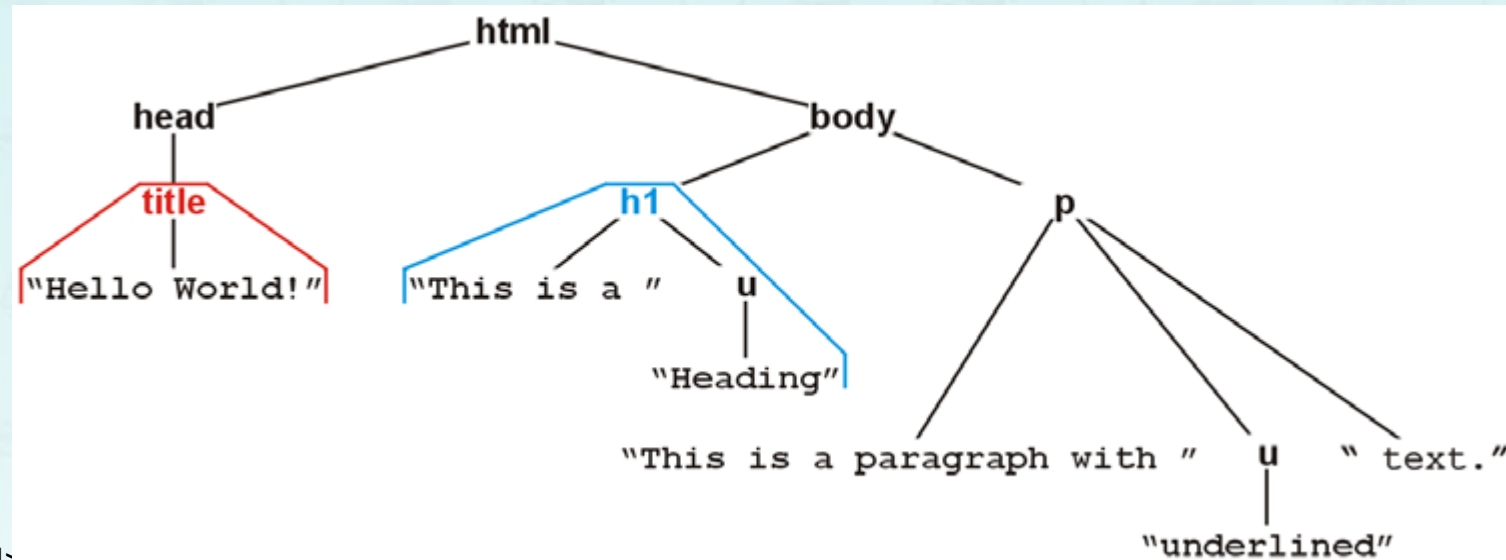 html
head
body
title
h1
p
“Hello World!”
“This is a ”
u
“Heading”
“This is a paragraph with ”
u
“ text.”
“underlined”